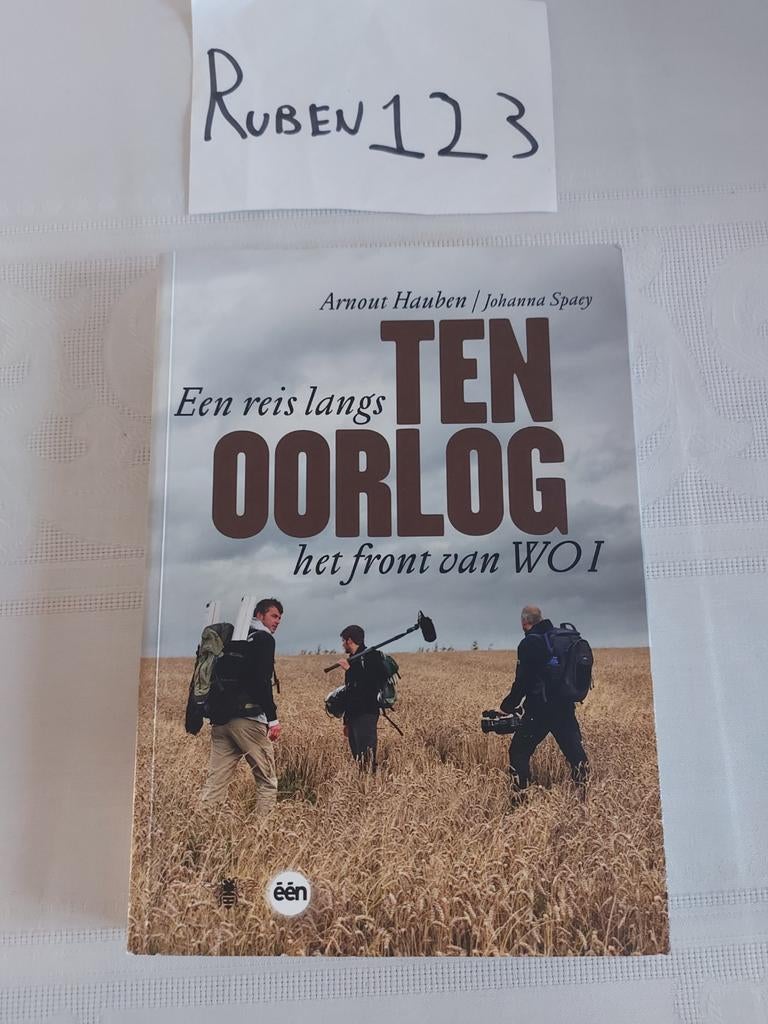 RUBEN123
Arnout Hauben / Johanna Spaey
TEN
Een reis langs
OORLOG
het front van WO I
één